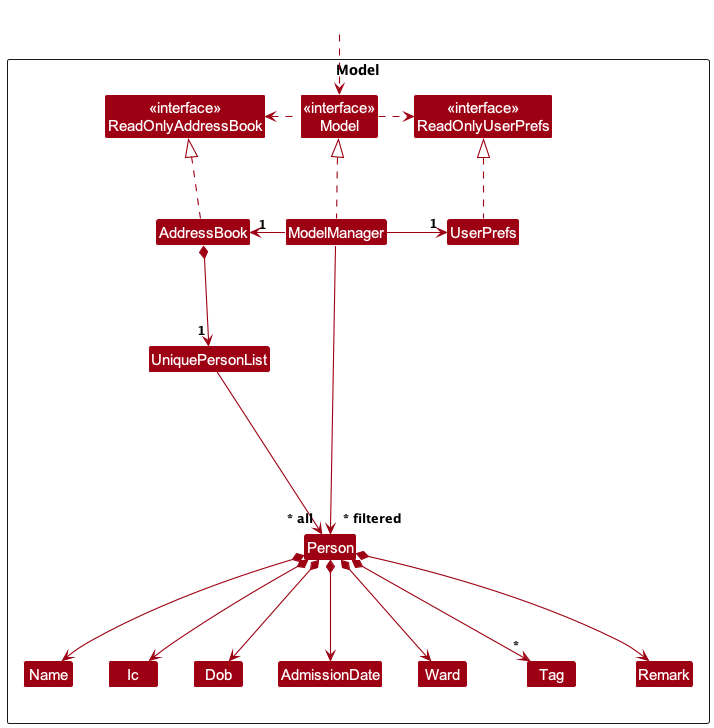 Model
«interface»
ReadOnlyAddressBook
«interface»
Model
«interface»
ReadOnlyUserPrefs
AddressBook
1
ModelManager
1
UserPrefs
1
UniquePersonList
* all
* filtered
Person
*
Name
Ic
Dob
AdmissionDate
Ward
Tag
Remark